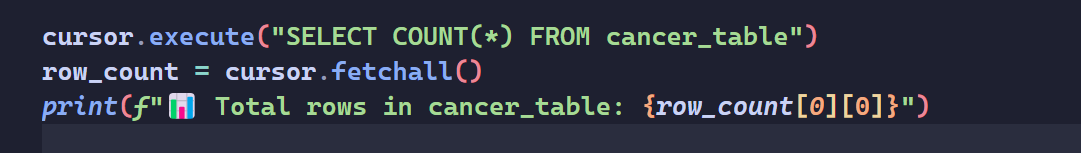 cursor.execute("SELECT COUNT(*) FROM cancer_table")
row_count = cursor.fetchall()
print(f"📊 Total rows in cancer_table: {row_count[0][0]}")